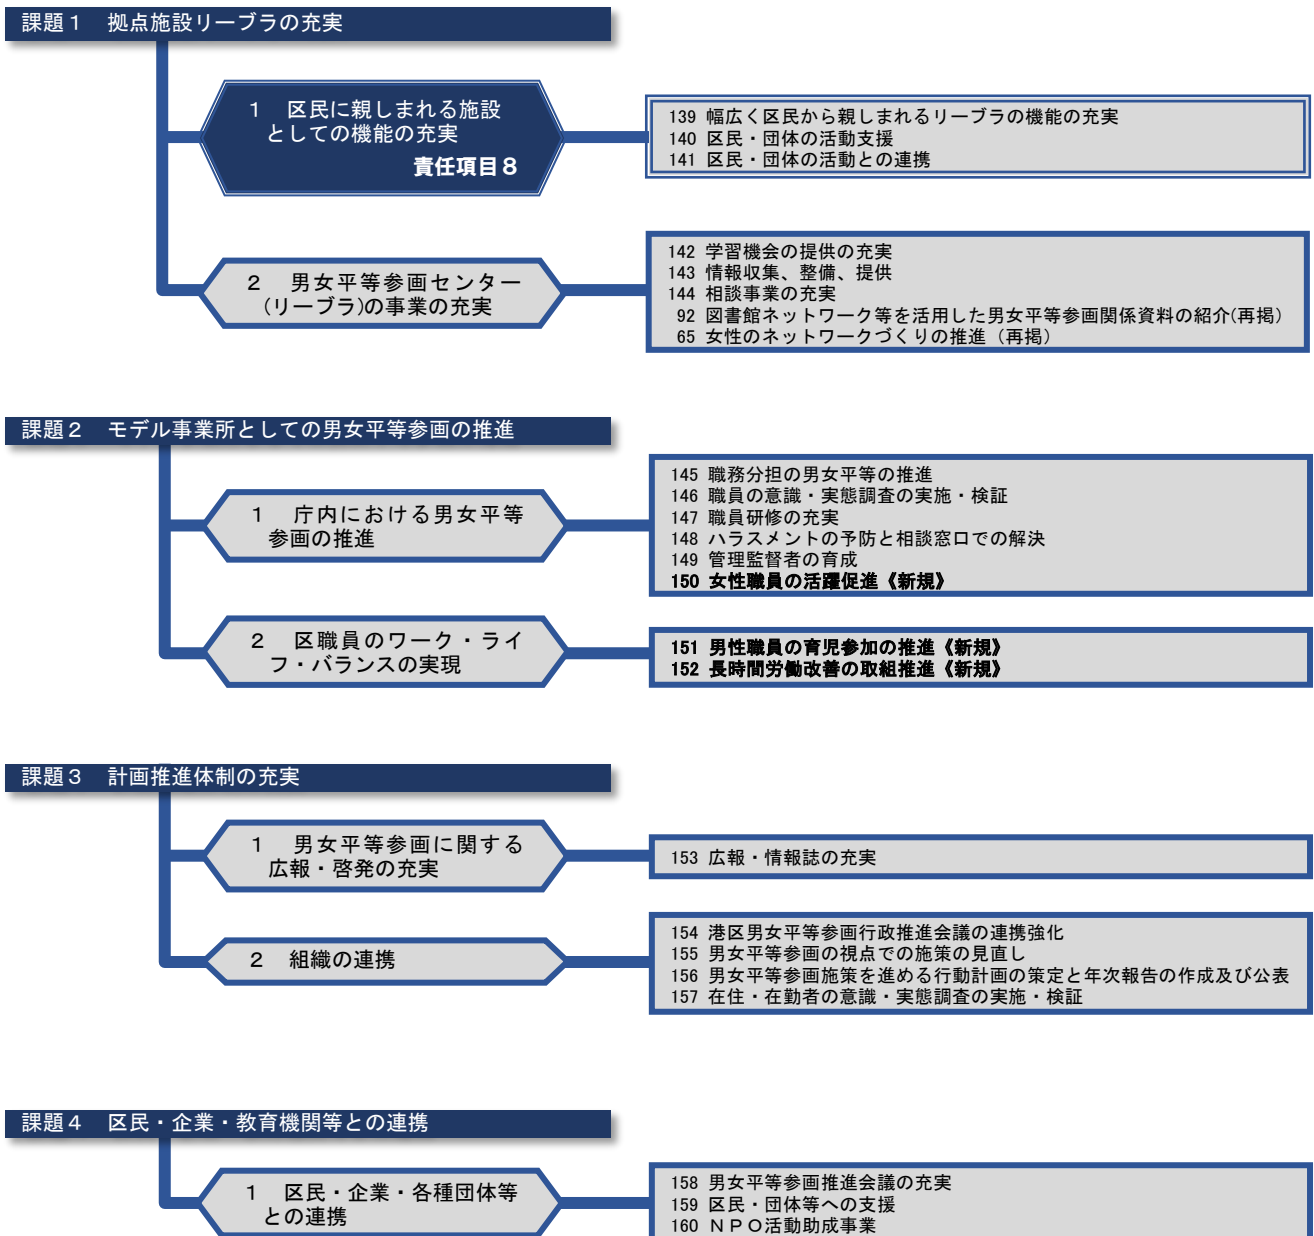 課題１　拠点施設リーブラの充実
１　区民に親しまれる施設
としての機能の充実
責任項目８
139 幅広く区民から親しまれるリーブラの機能の充実
140 区民・団体の活動支援
141 区民・団体の活動との連携
２　男女平等参画センター
(リーブラ)の事業の充実
142 学習機会の提供の充実
143 情報収集、整備、提供
144 相談事業の充実
92 図書館ネットワーク等を活用した男女平等参画関係資料の紹介(再掲)
65 女性のネットワークづくりの推進（再掲）
課題２　モデル事業所としての男女平等参画の推進
１　庁内における男女平等
参画の推進
145 職務分担の男女平等の推進
146 職員の意識・実態調査の実施・検証
147 職員研修の充実
148 ハラスメントの予防と相談窓口での解決
149 管理監督者の育成
150 女性職員の活躍促進《新規》
２　区職員のワーク・ライ
フ・バランスの実現
151 男性職員の育児参加の推進《新規》
152 長時間労働改善の取組推進《新規》
課題３　計画推進体制の充実
１　男女平等参画に関する
広報・啓発の充実
153 広報・情報誌の充実
２　組織の連携
154 港区男女平等参画行政推進会議の連携強化
155 男女平等参画の視点での施策の見直し
156 男女平等参画施策を進める行動計画の策定と年次報告の作成及び公表
157 在住・在勤者の意識・実態調査の実施・検証
課題４　区民・企業・教育機関等との連携
１　区民・企業・各種団体等
との連携
158 男女平等参画推進会議の充実
159 区民・団体等への支援
160 ＮＰＯ活動助成事業